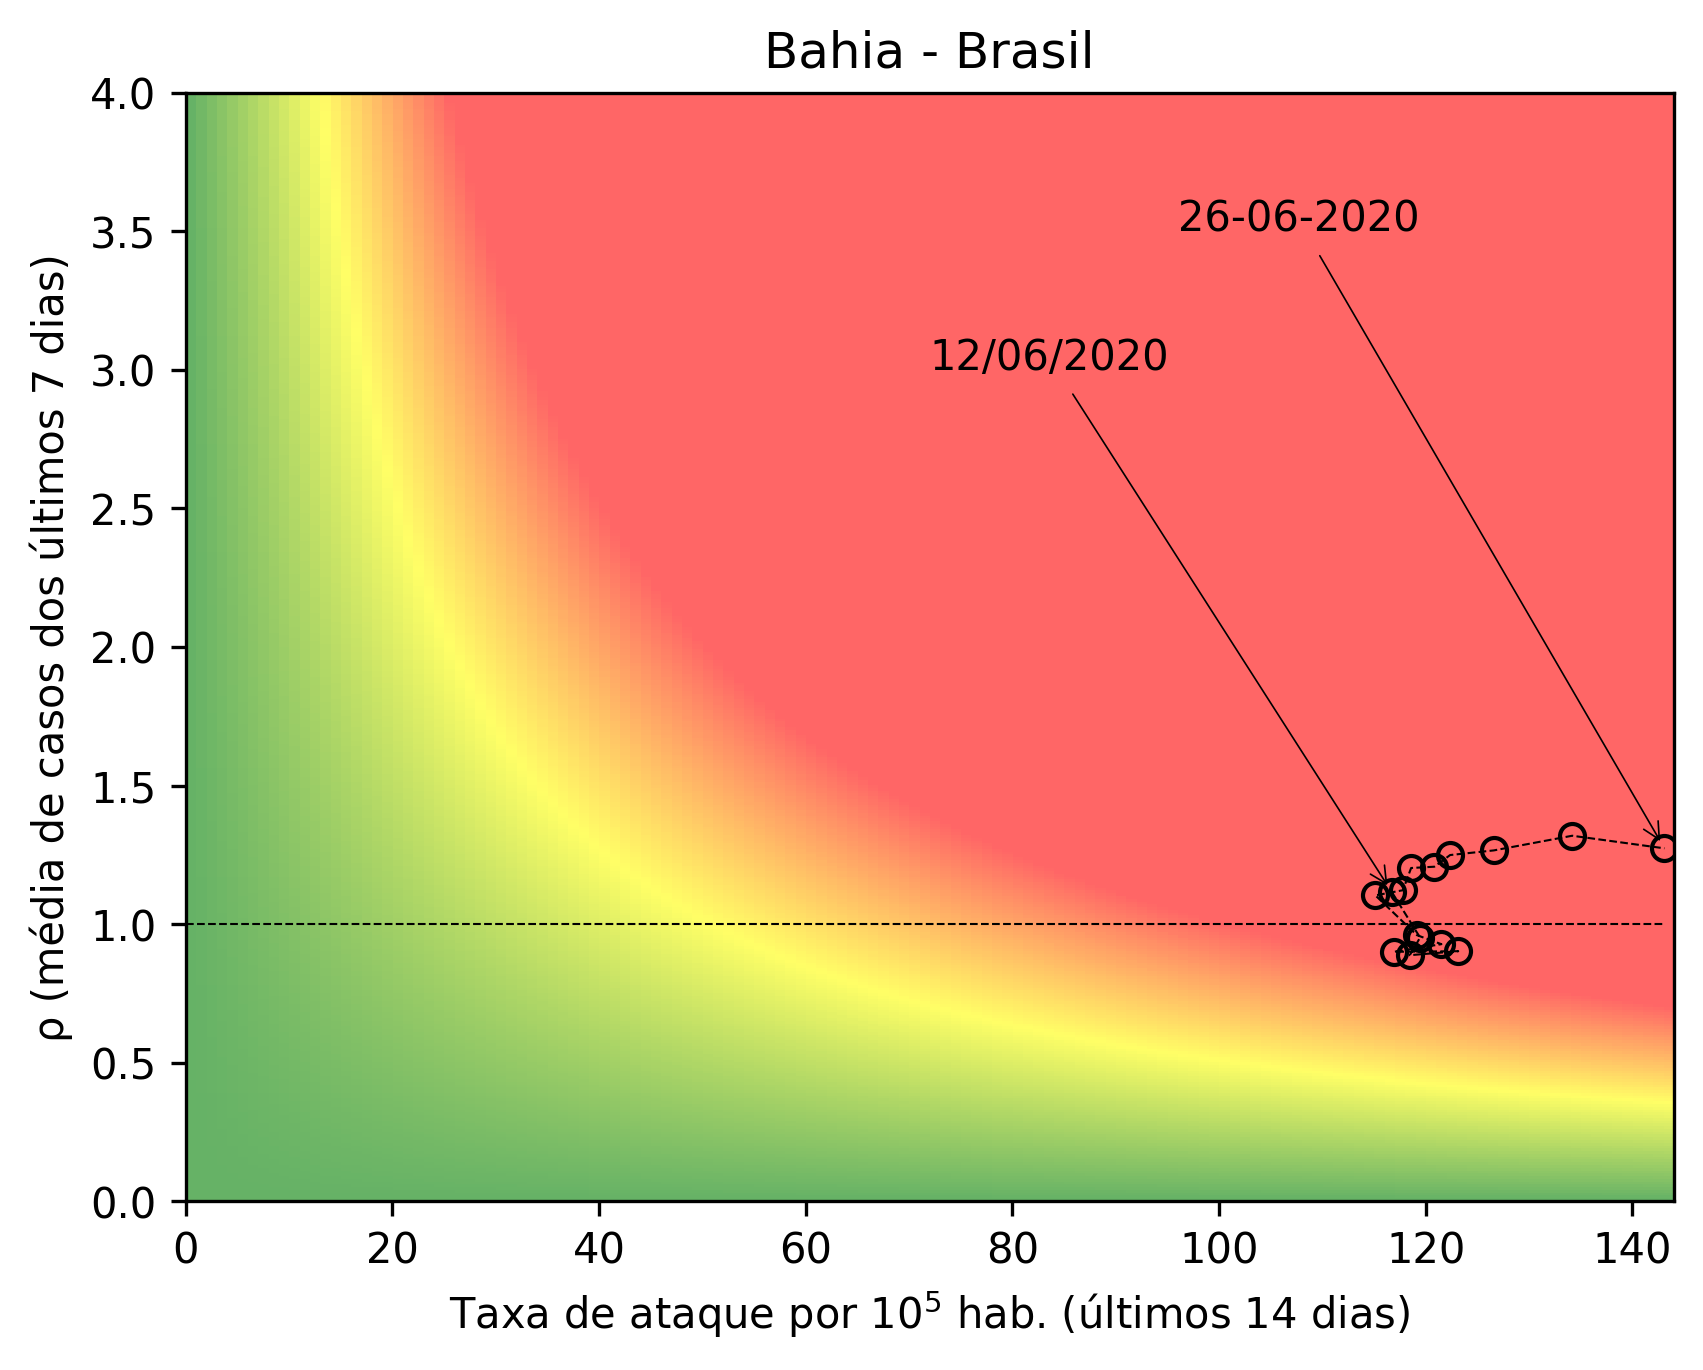 Bahia - Brasil
4.0
3.5
3.0
2.5
2.0
1.5
1.0
0.5
0.0
ρ (média de casos dos últimos 7 dias)
26-06-2020
12/06/2020
0 20 40 60 80 100 120 140
Taxa de ataque por 10⁵ hab. (últimos 14 dias)